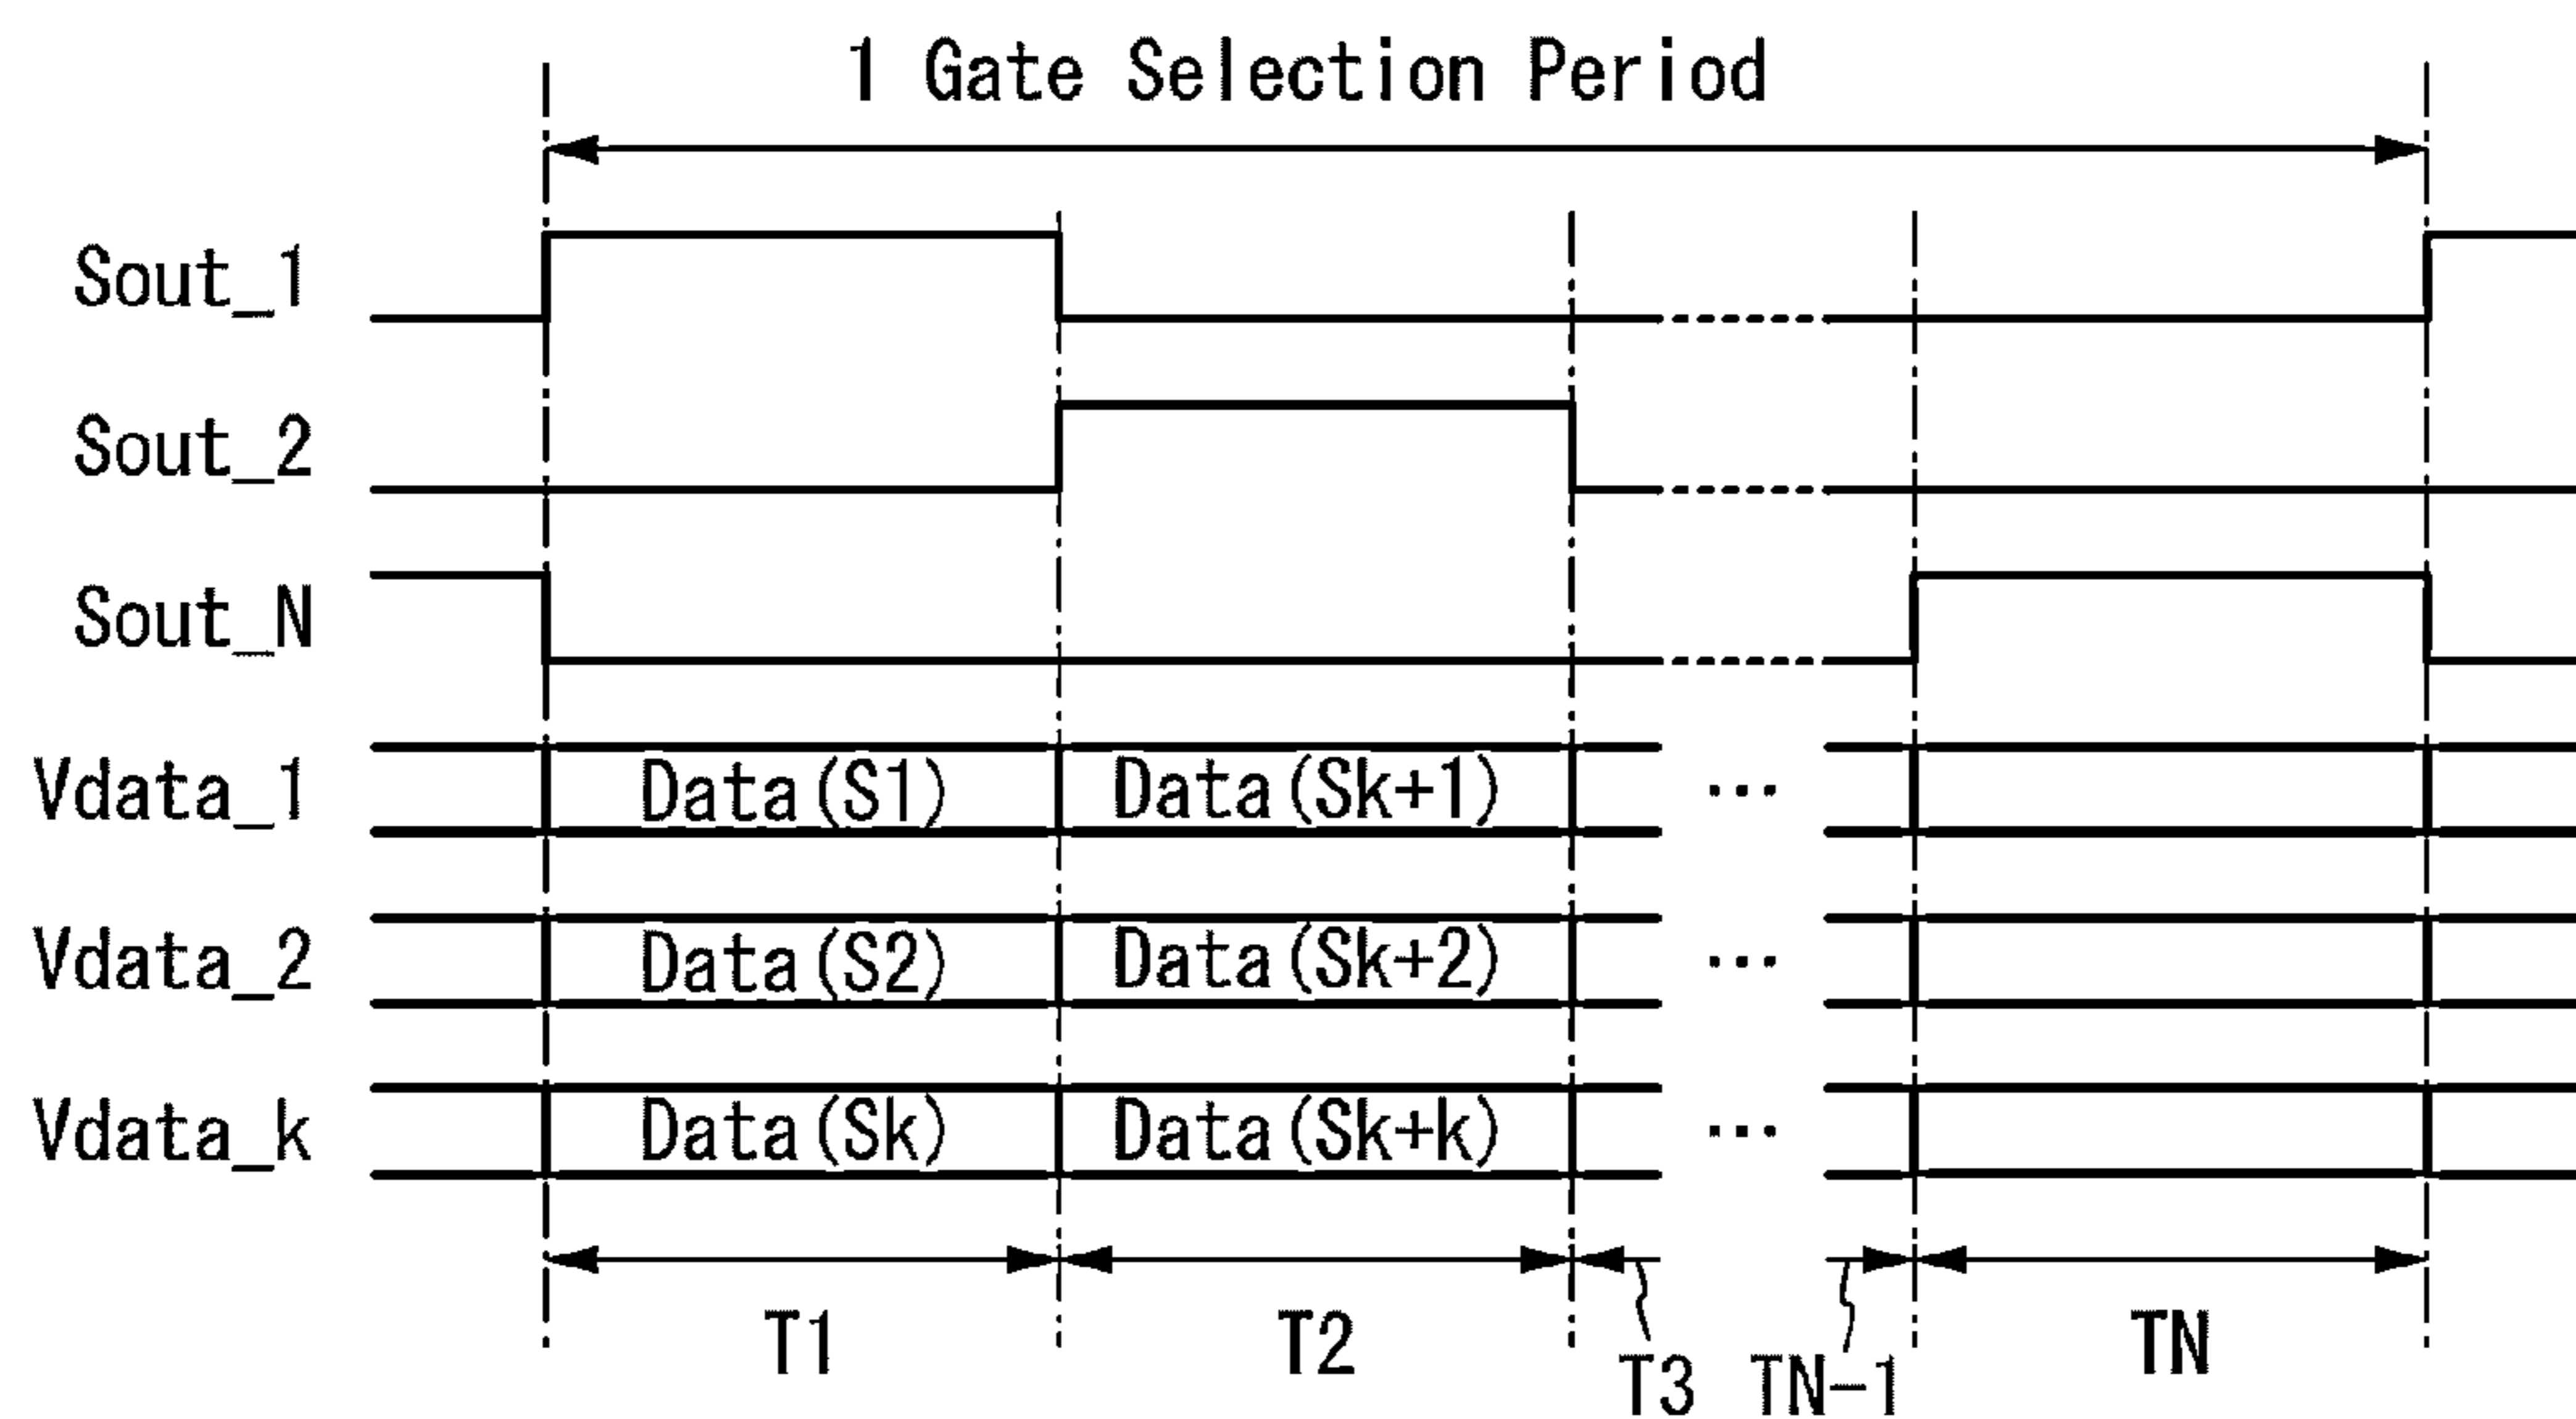 1 Gate Selection Period
Sout_1
Sout_2
Sout_N
Vdata_1 Data(S1) Data(Sk+1) ...
Vdata_2 Data(S2) Data(Sk+2) ...
Vdata_k Data(Sk) Data(Sk+k) ...
T1 T2 T3 TN-1 TN